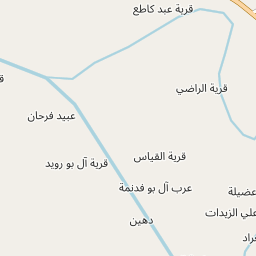 قرية عبد كاطع
قرية الراضي
عبيد فرحان
قرية القياس
قرية آل بو رويد
عرب آل بو فدنمة
عضيلة
علي الزيدات
دهين